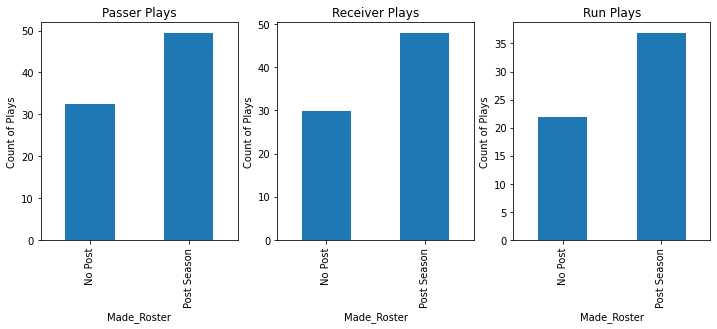 Passer Plays
Count of Plays
50
40
30
20
10
0
No Post
Post Season
Made_Roster
Receiver Plays
Count of Plays
50
40
30
20
10
0
No Post
Post Season
Made_Roster
Run Plays
Count of Plays
35
30
25
20
15
10
5
0
No Post
Post Season
Made_Roster